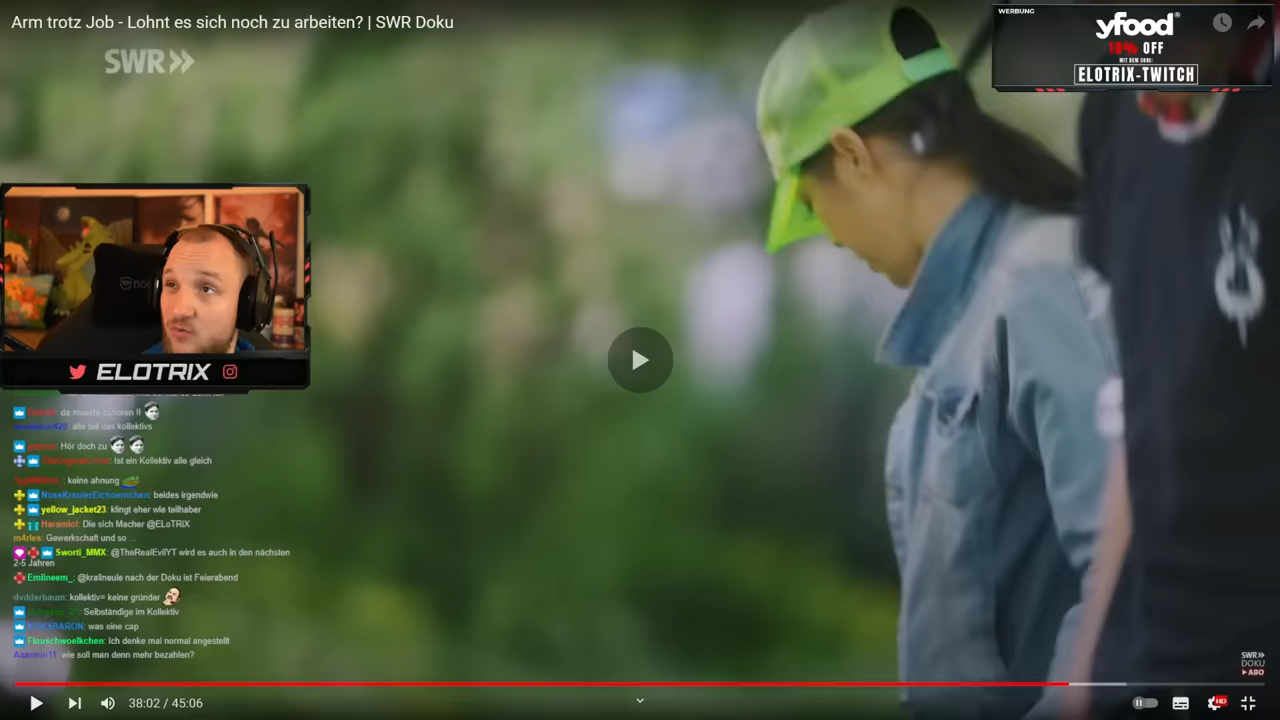 Arm trotz Job - Lohnt es sich noch zu arbeiten? | SWR Doku
SWR
WERBUNG
yfood
10% OFF
MIT DEM CODE:
ELOTRIX-TWITCH
ELOTRIX
alle teil des kollektivs
Hör doch zu
Ist ein Kollektiv alle gleich
keine ahnung
beides irgendwie
yellow_jacket23: klingt eher wie teilhaber
Haramiol: Die sich Macher @ELoTRiX
m4rles: Gewerkschaft und so ...
Sworti_MMX: @TheRealEvilYT wird es auch in den nächsten
2-5 Jahren
Emiineem_: @krallneule nach der Doku ist Feierabend
dvdderbaum: kollektiv= keine gründer
Selbständige im Kollektiv
was eine cap
Flauschwoelkchen: Ich denke mal normal angestellt
wie soll man denn mehr bezahlen?
SWR
DOKU
ABO
38:02 / 45:06
HD